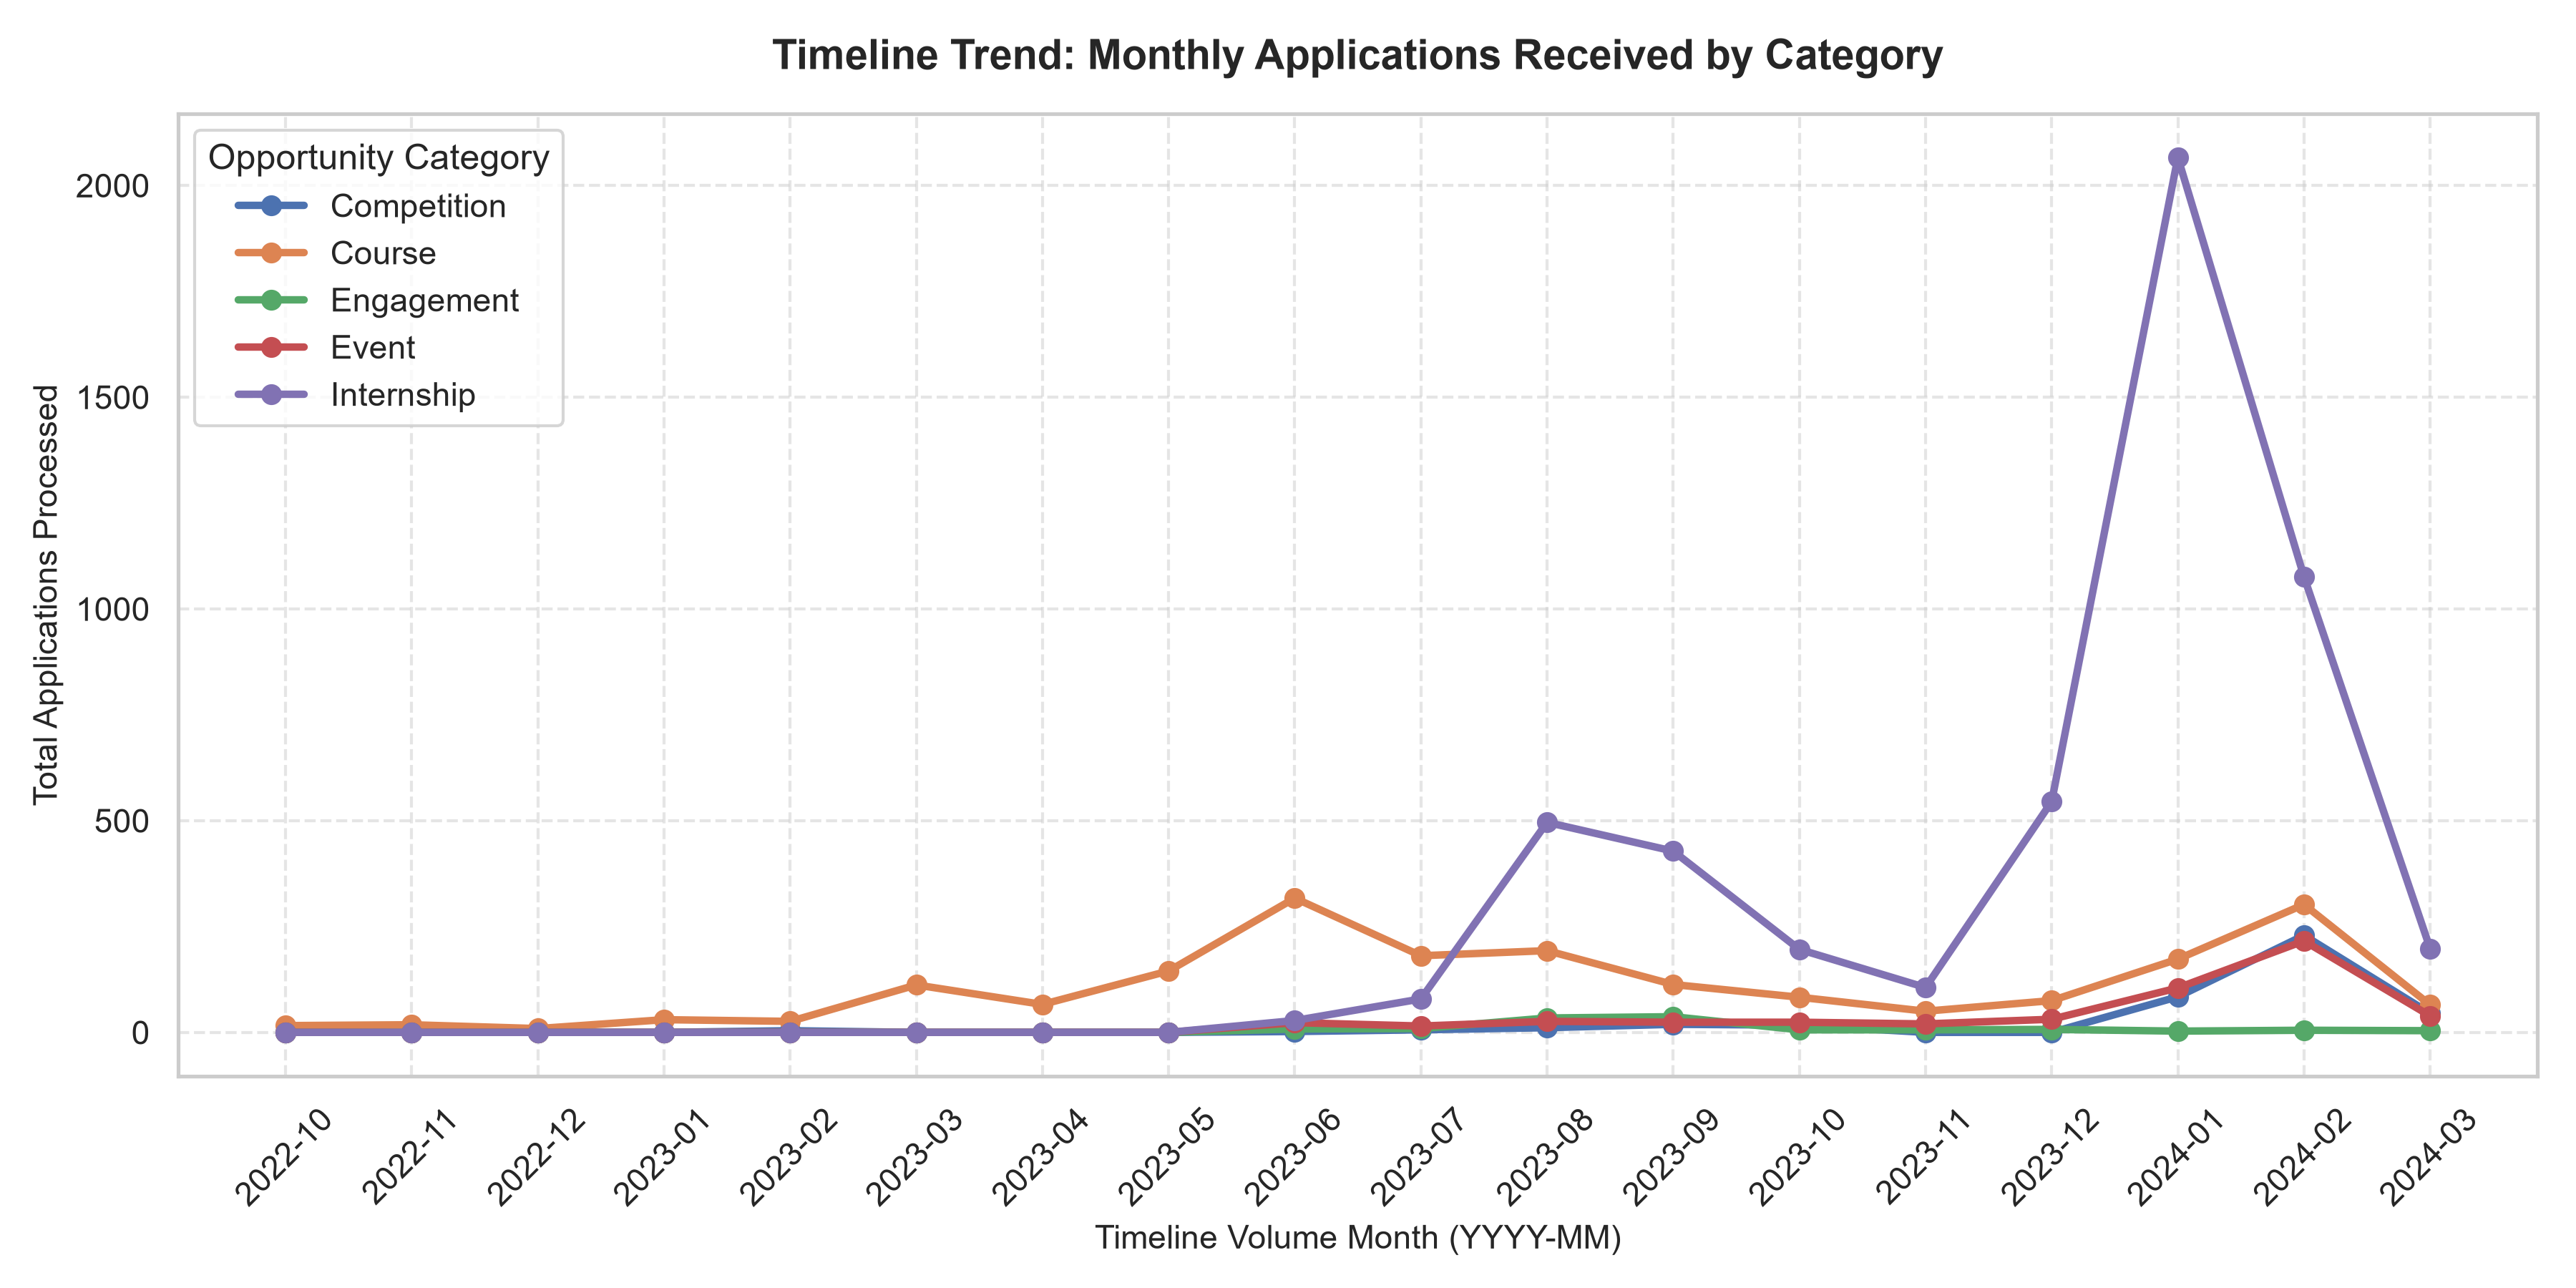 Timeline Trend: Monthly Applications Received by Category
Opportunity Category
Competition
Course
Engagement
Event
Internship
Total Applications Processed
2000
1500
1000
500
0
2022-10
2022-11
2022-12
2023-01
2023-02
2023-03
2023-04
2023-05
2023-06
2023-07
2023-08
2023-09
2023-10
2023-11
2023-12
2024-01
2024-02
2024-03
Timeline Volume Month (YYYY-MM)